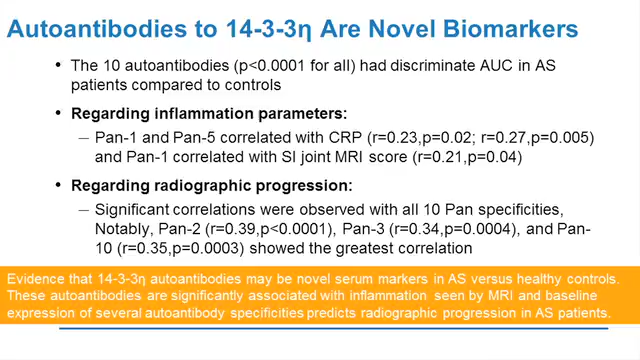 Autoantibodies to 14-3-3η Are Novel Biomarkers
• The 10 autoantibodies (p<0.0001 for all) had discriminate AUC in AS
patients compared to controls
• Regarding inflammation parameters:
– Pan-1 and Pan-5 correlated with CRP (r=0.23,p=0.02; r=0.27,p=0.005)
and Pan-1 correlated with SI joint MRI score (r=0.21,p=0.04)
• Regarding radiographic progression:
– Significant correlations were observed with all 10 Pan specificities,
Notably, Pan-2 (r=0.39,p<0.0001), Pan-3 (r=0.34,p=0.0004), and Pan-
10 (r=0.35,p=0.0003) showed the greatest correlation
Evidence that 14-3-3η autoantibodies may be novel serum markers in AS versus healthy controls.
These autoantibodies are significantly associated with inflammation seen by MRI and baseline
expression of several autoantibody specificities predicts radiographic progression in AS patients.